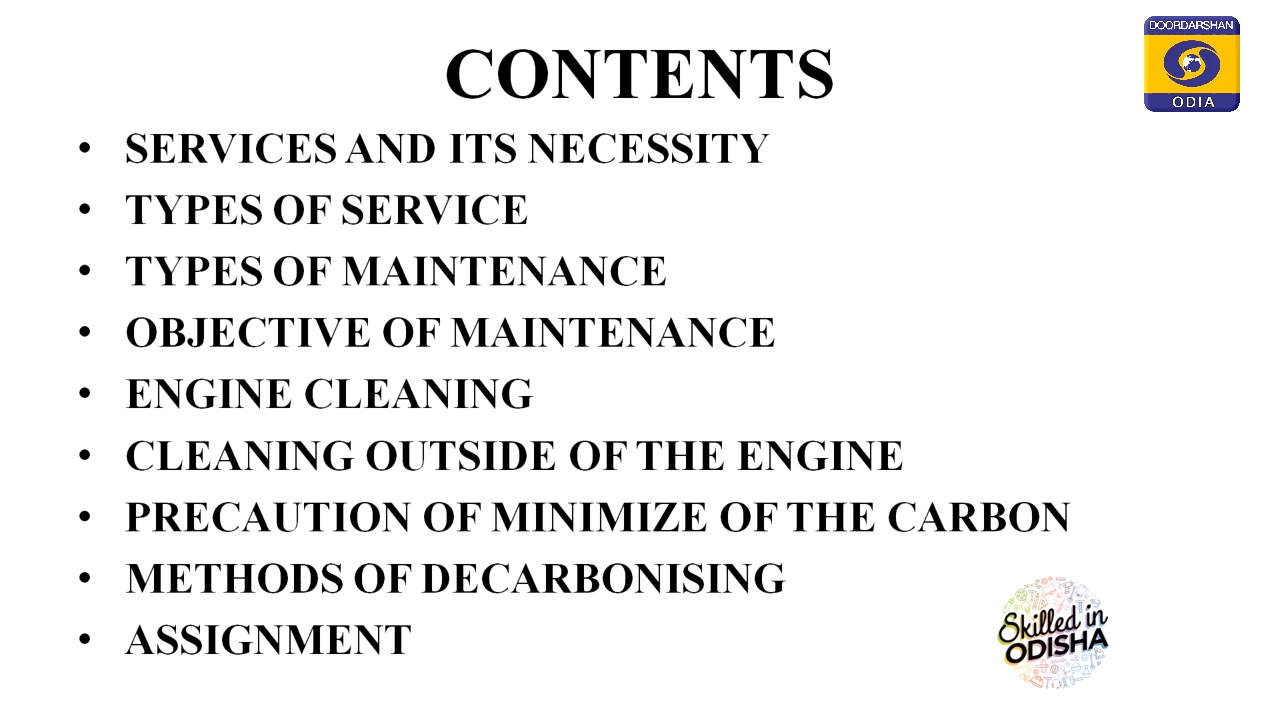 CONTENTS
DOORDARSHAN
ODIA
• SERVICES AND ITS NECESSITY
• TYPES OF SERVICE
• TYPES OF MAINTENANCE
• OBJECTIVE OF MAINTENANCE
• ENGINE CLEANING
• CLEANING OUTSIDE OF THE ENGINE
• PRECAUTION OF MINIMIZE OF THE CARBON
• METHODS OF DECARBONISING
• ASSIGNMENT
Skilled in
ODISHA